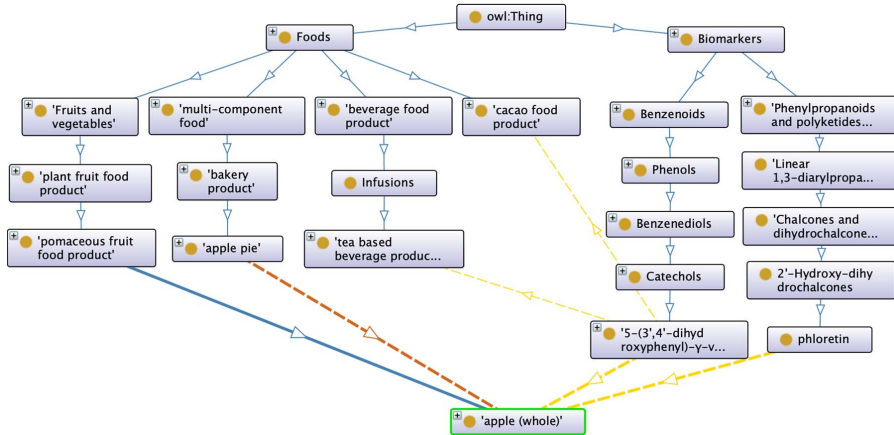 owl:Thing
Foods
Biomarkers
'Fruits and
vegetables'
'multi-component
food'
'beverage food
product'
'cacao food
product'
Benzenoids
'Phenylpropanoids
and polyketides...
'plant fruit food
product'
'bakery
product'
Infusions
Phenols
'Linear
1,3-diarylpropa...
'pomaceous fruit
food product'
'apple pie'
'tea based
beverage produc...
Benzenediols
'Chalcones and
dihydrochalcone...
Catechols
2'-Hydroxy-dihy
drochalcones
'5-(3',4'-dihyd
roxyphenyl)-γ-v...
phloretin
'apple (whole)'